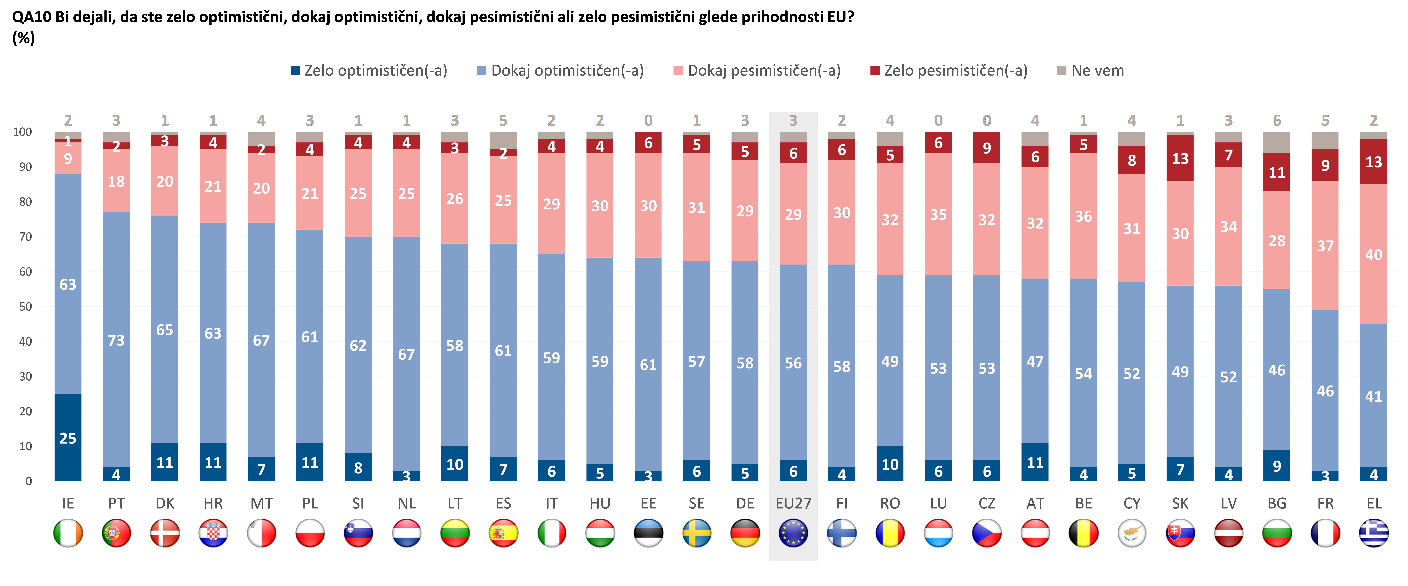 QA10 Bi dejali, da ste zelo optimistični, dokaj optimistični, dokaj pesimistični ali zelo pesimistični glede prihodnosti EU?
(%)
Zelo optimističen(-a) Dokaj optimističen(-a) Dokaj pesimističen(-a) Zelo pesimističen(-a) Ne vem
2 3 1 1 4 3 1 1 3 5 2 2 0 1 3 3 2 4 0 0 4 1 4 1 3 6 5 2
100
90
80
70
60
50
40
30
20
10
0
1 2 3 4 2 4 4 4 3 2 4 4 6 5 5 6 6 5 6 9 6 5 8 13 7 11 9 13
9 18 20 21 20 21 25 25 26 25 29 30 30 31 29 29 30 32 35 32 32 36 31 30 34 28 37 40
63 73 65 63 67 61 62 67 58 61 59 59 61 57 58 56 58 49 53 53 47 54 52 49 52 46 46 41
25 4 11 11 7 11 8 3 10 7 6 5 3 6 5 6 4 10 6 6 11 4 5 7 4 9 3 4
IE PT DK HR MT PL SI NL LT ES IT HU EE SE DE EU27 FI RO LU CZ AT BE CY SK LV BG FR EL